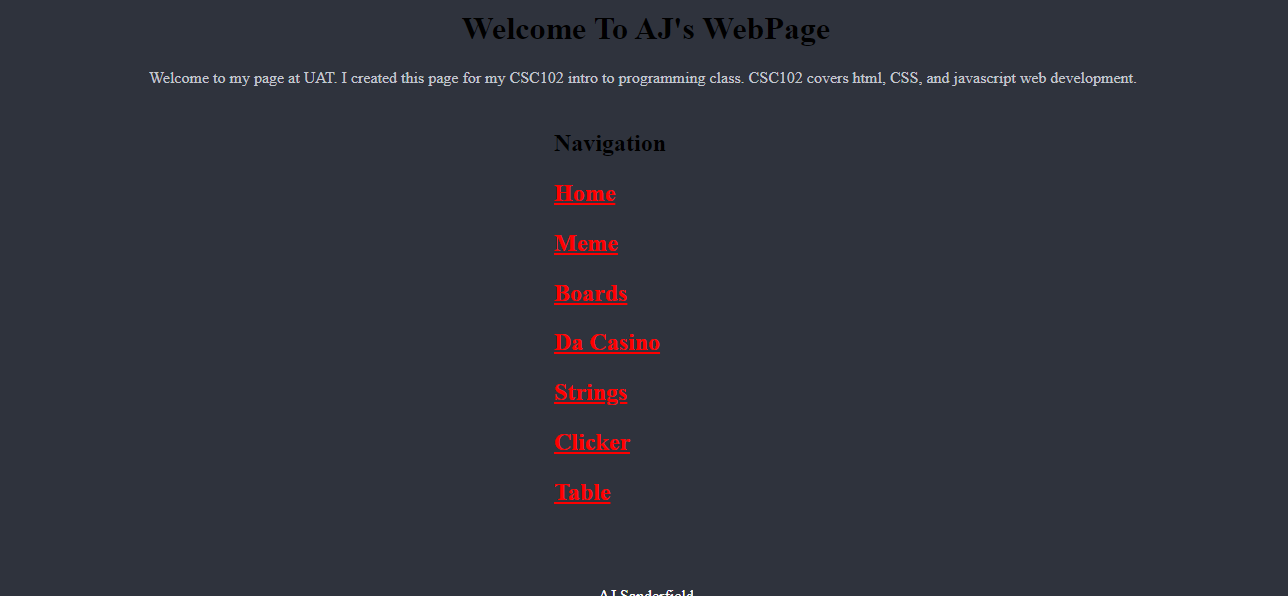 Welcome To AJ's WebPage
Welcome to my page at UAT. I created this page for my CSC102 intro to programming class. CSC102 covers html, CSS, and javascript web development.
Navigation
Home
Meme
Boards
Da Casino
Strings
Clicker
Table
AJ Sanderfield